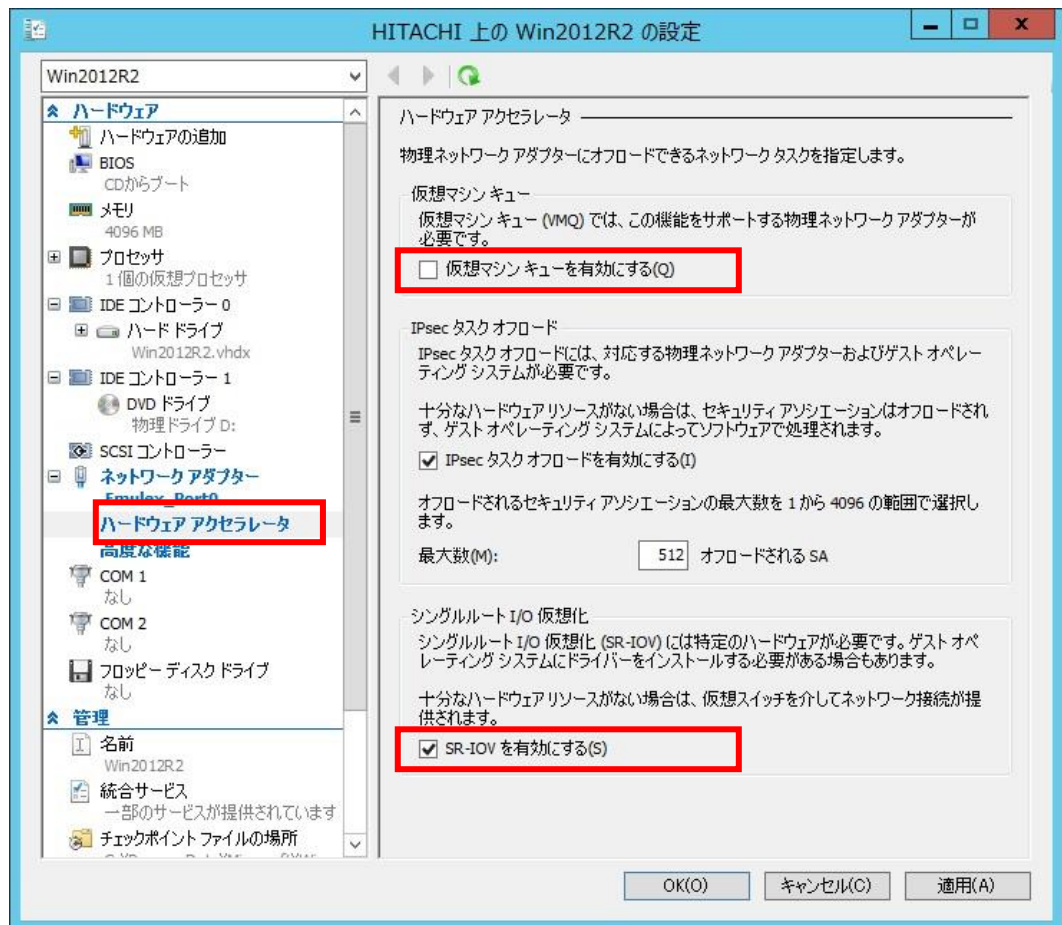 HITACHI 上の Win2012R2 の設定
Win2012R2
ハードウェア
ハードウェアの追加
BIOS
CDからブート
メモリ
4096 MB
プロセッサ
1 個の仮想プロセッサ
IDE コントローラー 0
ハード ドライブ
Win2012R2.vhdx
IDE コントローラー 1
DVD ドライブ
物理ドライブ D:
SCSI コントローラー
ネットワーク アダプター
Emulex_Port0
ハードウェア アクセラレータ
高度な機能
COM 1
なし
COM 2
なし
フロッピー ディスク ドライブ
なし
管理
名前
Win2012R2
統合サービス
一部のサービスが提供されています
チェックポイント ファイルの場所
ハードウェア アクセラレータ
物理ネットワーク アダプターにオフロードできるネットワーク タスクを指定します。
仮想マシン キュー
仮想マシン キュー (VMQ) では、この機能をサポートする物理ネットワーク アダプターが
必要です。
仮想マシン キューを有効にする(Q)
IPsec タスク オフロード
IPsec タスク オフロードには、対応する物理ネットワーク アダプターおよびゲスト オペレー
ティング システムが必要です。
十分なハードウェア リソースがない場合は、セキュリティ アソシエーションはオフロードされ
ず、ゲスト オペレーティング システムによってソフトウェアで処理されます。
IPsec タスク オフロードを有効にする(I)
オフロードされるセキュリティ アソシエーションの最大数を 1 から 4096 の範囲で選択し
ます。
最大数(M): 512 オフロードされる SA
シングルルート I/O 仮想化
シングルルート I/O 仮想化 (SR-IOV) には特定のハードウェアが必要です。ゲスト オペ
レーティング システムにドライバーをインストールする必要がある場合もあります。
十分なハードウェア リソースがない場合は、仮想スイッチを介してネットワーク接続が提
供されます。
SR-IOV を有効にする(S)
OK(O) キャンセル(C) 適用(A)